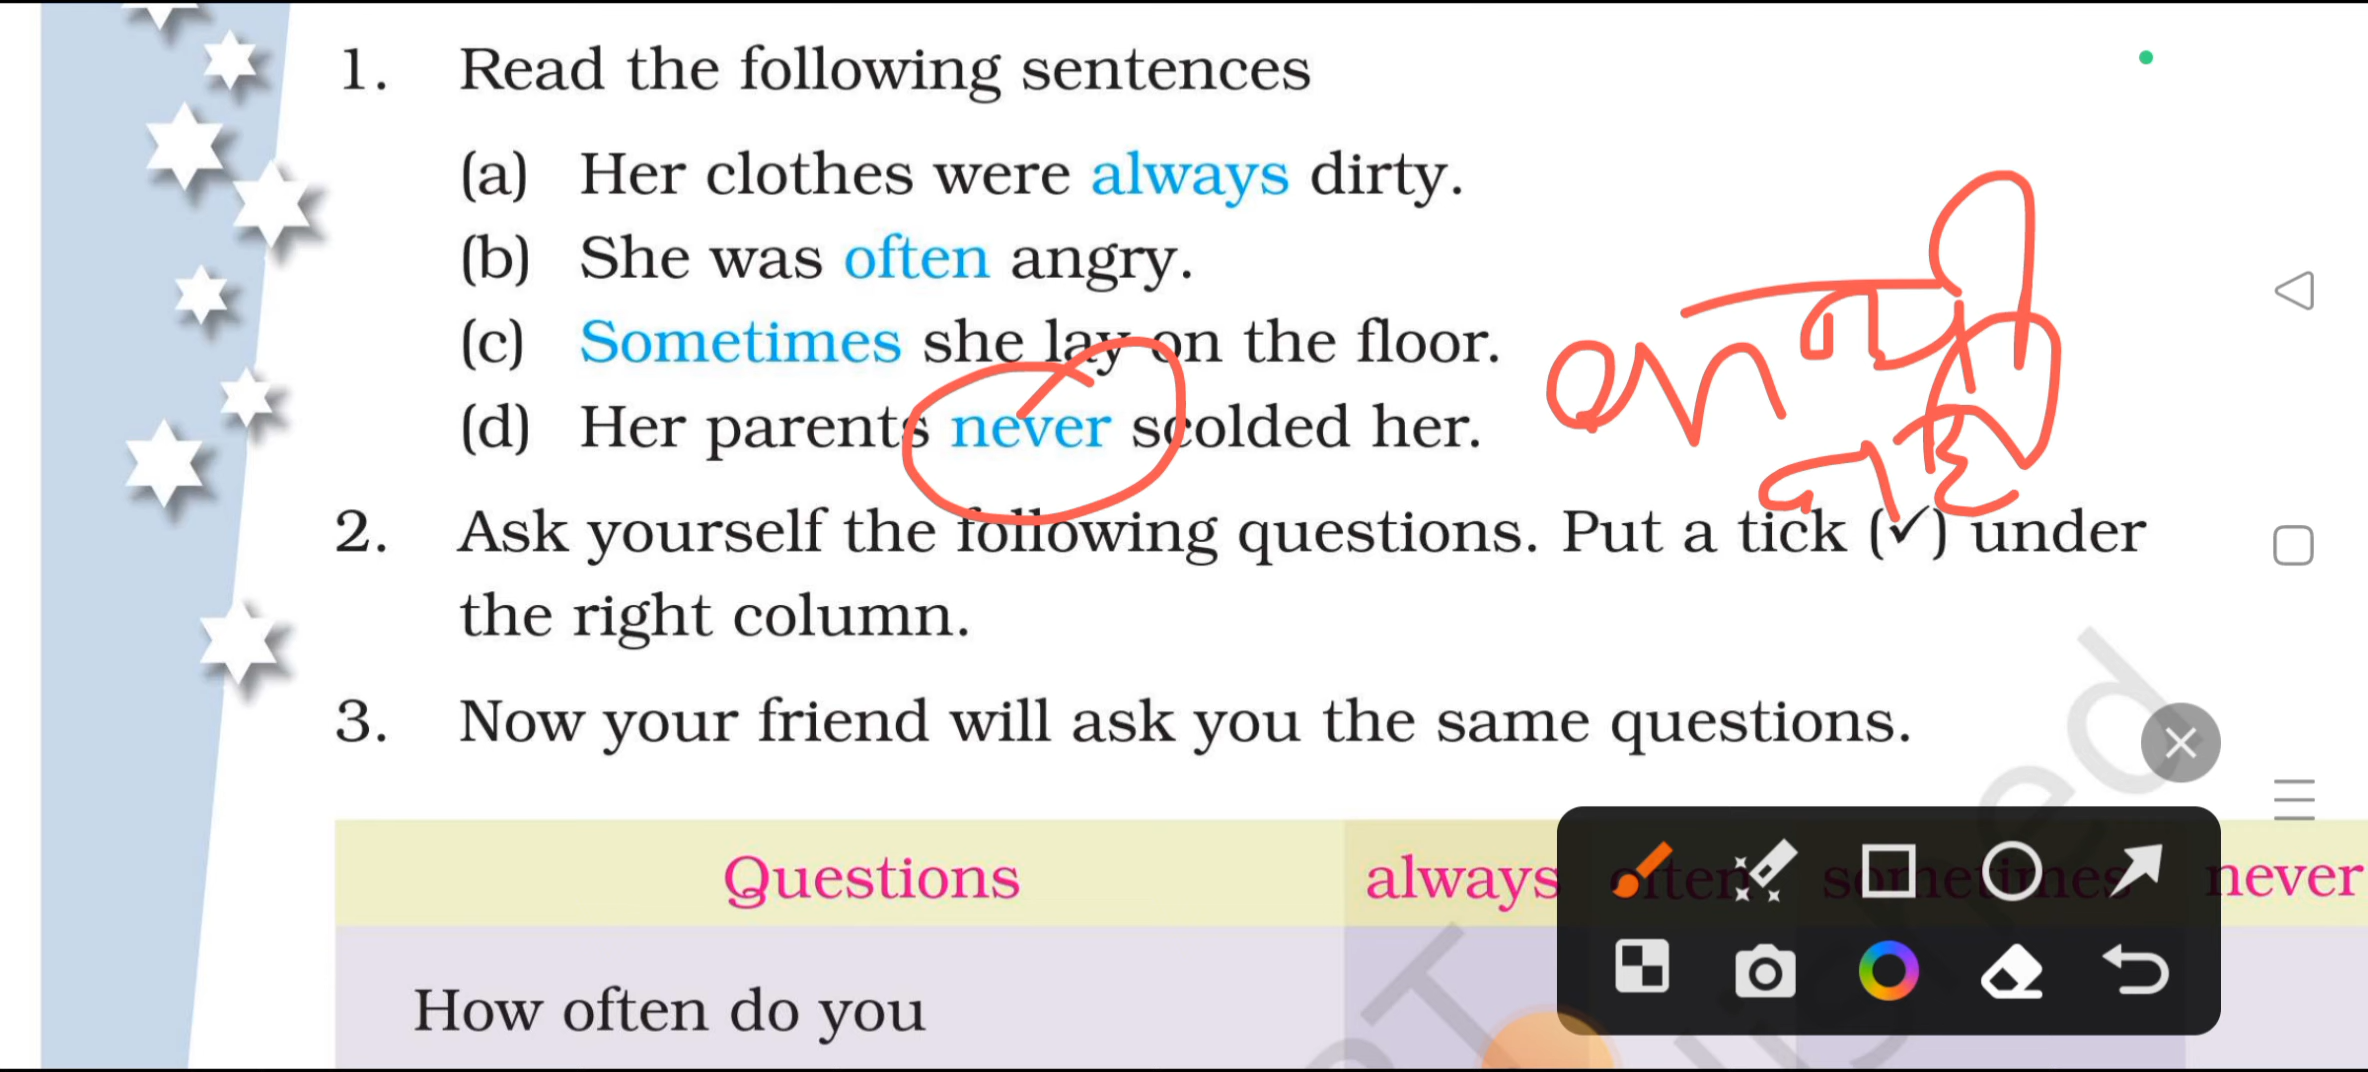 1. Read the following sentences
(a) Her clothes were always dirty.
(b) She was often angry.
(c) Sometimes she lay on the floor.
(d) Her parents never scolded her.
कभी
नहीं
2. Ask yourself the following questions. Put a tick (✓) under
the right column.
3. Now your friend will ask you the same questions.
Questions always often sometimes never
How often do you